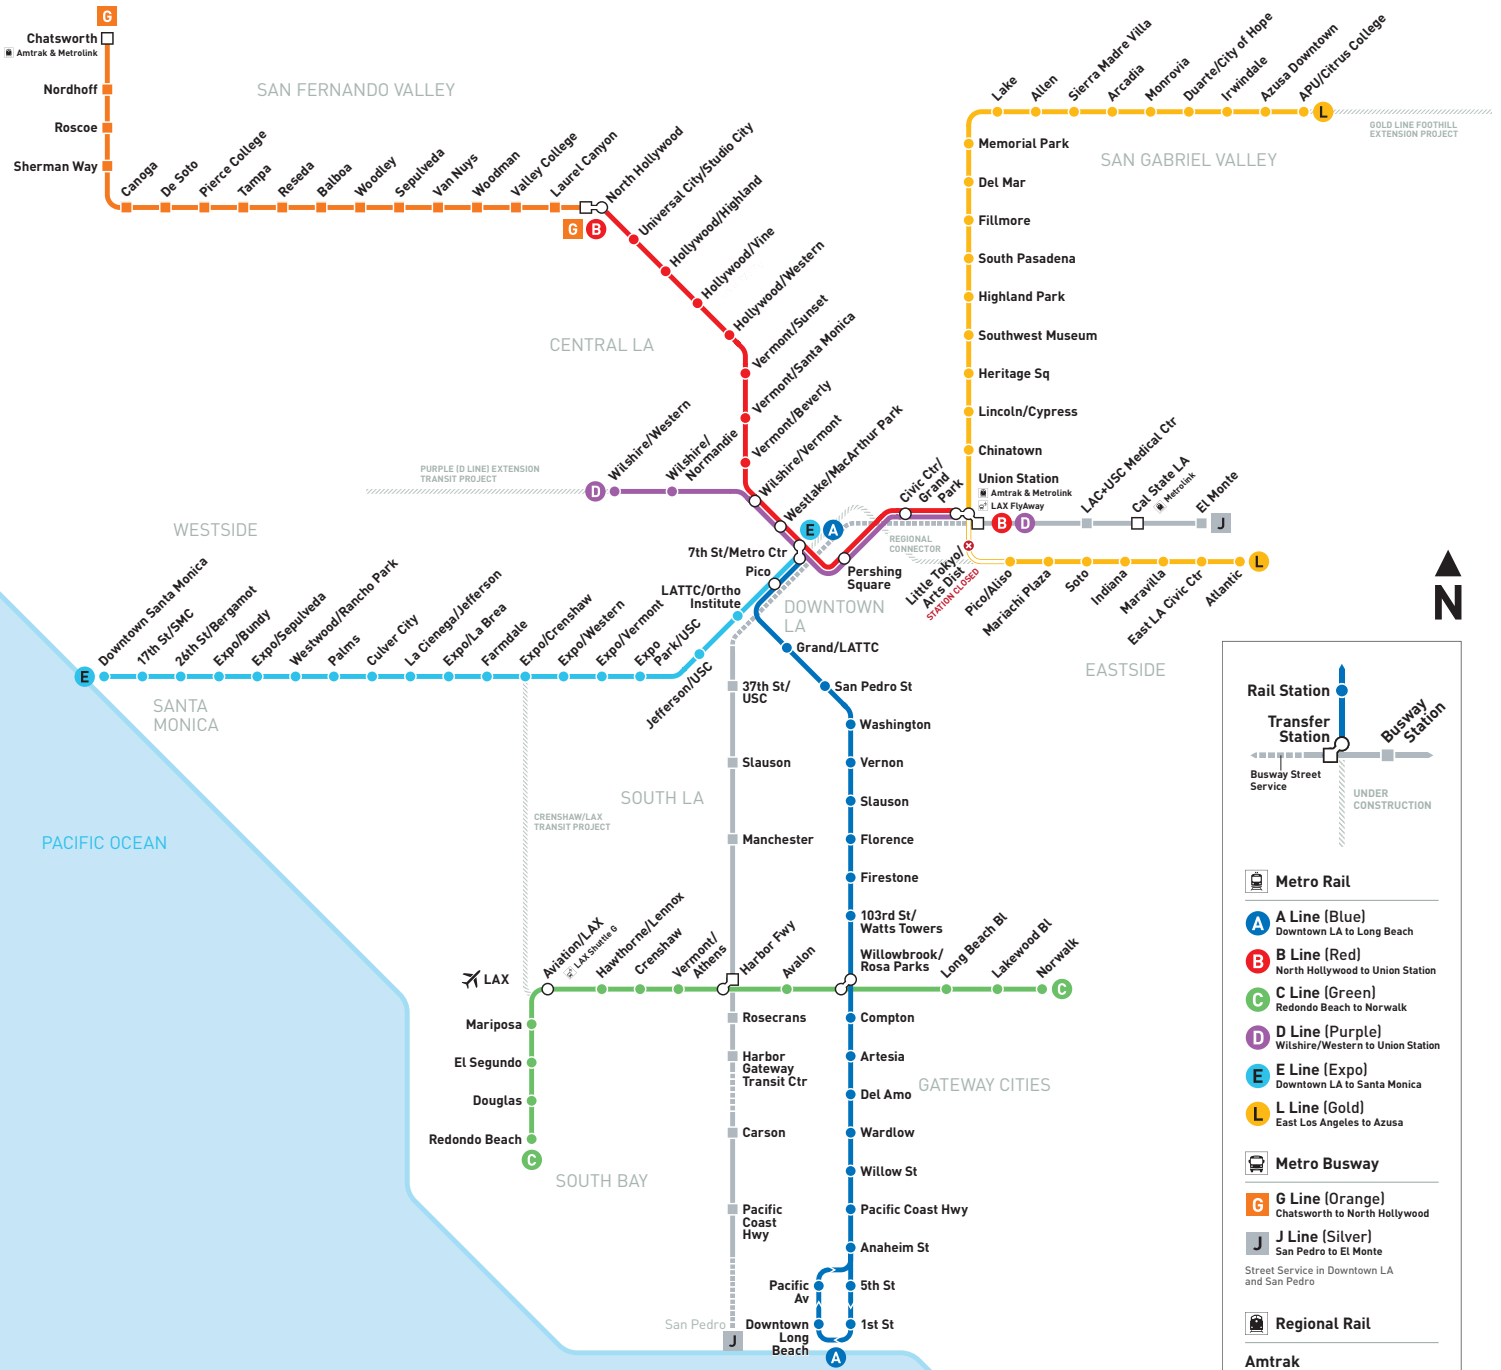 G
Chatsworth
Amtrak & Metrolink
Nordhoff
Roscoe
Sherman Way
SAN FERNANDO VALLEY
Canoga
De Soto
Pierce College
Tampa
Reseda
Balboa
Woodley
Sepulveda
Van Nuys
Woodman
Valley College
Laurel Canyon
North Hollywood
G
B
Universal City/Studio City
Hollywood/Highland
Hollywood/Vine
Hollywood/Western
Vermont/Sunset
Vermont/Santa Monica
Vermont/Beverly
Wilshire/Vermont
Westlake/MacArthur Park
CENTRAL LA
Lake
Allen
Sierra Madre Villa
Arcadia
Monrovia
Duarte/City of Hope
Irwindale
Azusa Downtown
APU/Citrus College
L
GOLD LINE FOOTHILL
EXTENSION PROJECT
SAN GABRIEL VALLEY
Memorial Park
Del Mar
Fillmore
South Pasadena
Highland Park
Southwest Museum
Heritage Sq
Lincoln/Cypress
Chinatown
Union Station
Amtrak & Metrolink
LAX FlyAway
B
D
LAC+USC Medical Ctr
Cal State LA
Metrolink
El Monte
J
PURPLE (D LINE) EXTENSION
TRANSIT PROJECT
D
Wilshire/Western
Wilshire/
Normandie
Civic Ctr/
Grand
Park
E
A
7th St/Metro Ctr
Pico
REGIONAL
CONNECTOR
Pershing
Square
Little Tokyo/
Arts Dist
STATION CLOSED
Pico/Aliso
Mariachi Plaza
Soto
Indiana
Maravilla
East LA Civic Ctr
Atlantic
L
N
WESTSIDE
LATTC/Ortho
Institute
DOWNTOWN
LA
EASTSIDE
E
Downtown Santa Monica
17th St/SMC
26th St/Bergamot
Expo/Bundy
Expo/Sepulveda
Westwood/Rancho Park
Palms
Culver City
La Cienega/Jefferson
Expo/La Brea
Farmdale
Expo/Crenshaw
Expo/Western
Expo/Vermont
Expo
Park/USC
Jefferson/USC
SANTA
MONICA
Grand/LATTC
San Pedro St
Washington
Vernon
Slauson
Florence
Firestone
103rd St/
Watts Towers
Willowbrook/
Rosa Parks
37th St/
USC
Slauson
Manchester
SOUTH LA
CRENSHAW/LAX
TRANSIT PROJECT
PACIFIC OCEAN
LAX
Aviation/LAX
LAX Shuttle G
Hawthorne/Lennox
Crenshaw
Vermont/
Athens
Harbor Fwy
Avalon
Long Beach Bl
Lakewood Bl
Norwalk
C
Mariposa
El Segundo
Douglas
Redondo Beach
C
SOUTH BAY
Rosecrans
Harbor
Gateway
Transit Ctr
Carson
Pacific
Coast
Hwy
San Pedro
J
Compton
Artesia
Del Amo
Wardlow
Willow St
Pacific Coast Hwy
Anaheim St
GATEWAY CITIES
Pacific
Av
5th St
Downtown
Long
Beach
1st St
A
Rail Station
Transfer
Station
Busway
Station
Busway Street
Service
UNDER
CONSTRUCTION
Metro Rail
A
A Line (Blue)
Downtown LA to Long Beach
B
B Line (Red)
North Hollywood to Union Station
C
C Line (Green)
Redondo Beach to Norwalk
D
D Line (Purple)
Wilshire/Western to Union Station
E
E Line (Expo)
Downtown LA to Santa Monica
L
L Line (Gold)
East Los Angeles to Azusa
Metro Busway
G
G Line (Orange)
Chatsworth to North Hollywood
J
J Line (Silver)
San Pedro to El Monte
Street Service in Downtown LA
and San Pedro
Regional Rail
Amtrak